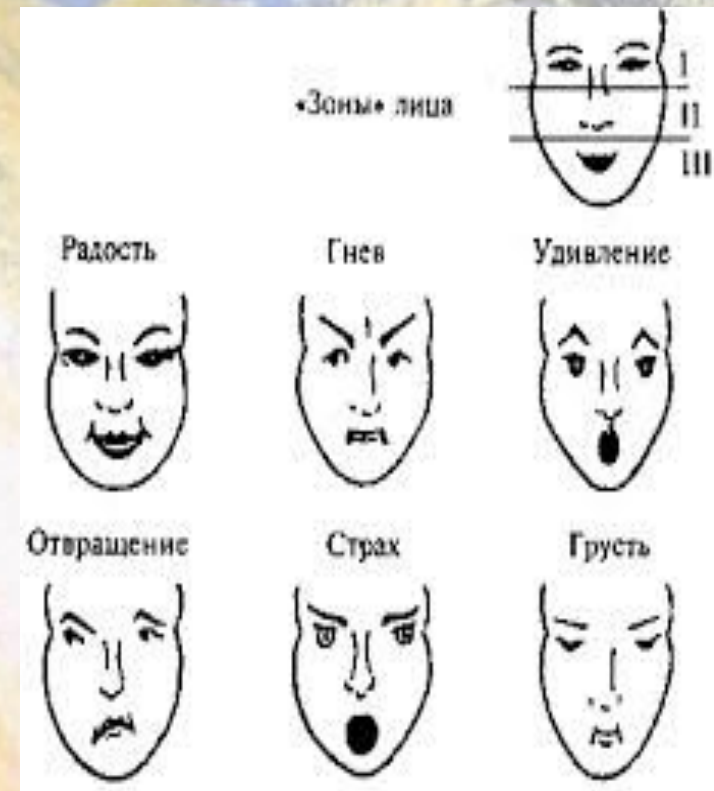 «Зоны» лица
I
II
III
Радость Гнев Удивление
Отвращение Страх Грусть